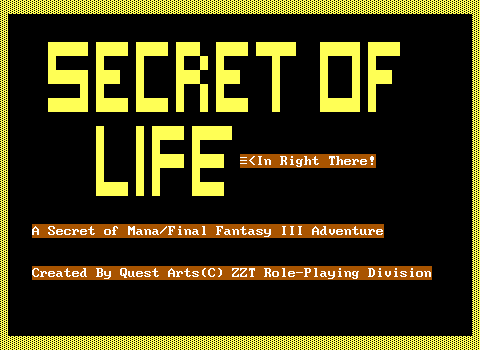 SECRET OF
LIFE
≡<In Right There!
A Secret of Mana/Final Fantasy III Adventure
Created By Quest Arts(C) ZZT Role-Playing Division